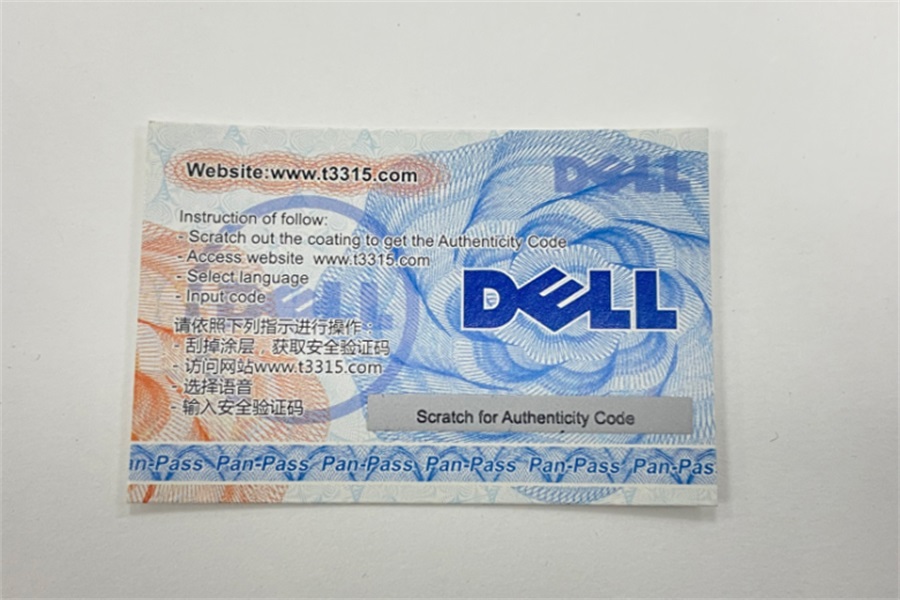 Website:www.t3315.com
DELL
Instruction of follow:
- Scratch out the coating to get the Authenticity Code
- Access website www.t3315.com
- Select language
- Input code
DELL
DELL
请依照下列指示进行操作：
- 刮掉涂层，获取安全验证码
- 访问网站www.t3315.com
- 选择语音
- 输入安全验证码
Scratch for Authenticity Code
an-Pass Pan-Pass Pan-Pass Pan-Pass Pan-Pass Pan-Pas